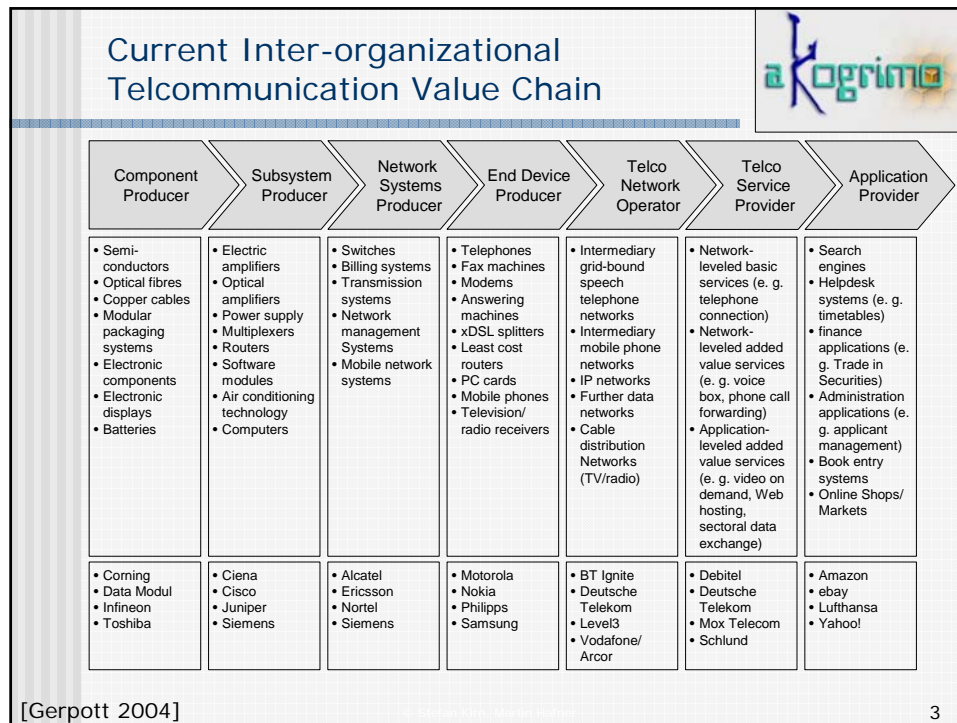 Current Inter-organizational
Telcommunication Value Chain
akogrimo
Component
Producer
Subsystem
Producer
Network
Systems
Producer
End Device
Producer
Telco
Network
Operator
Telco
Service
Provider
Application
Provider
• Semi-
conductors
• Optical fibres
• Copper cables
• Modular
packaging
systems
• Electronic
components
• Electronic
displays
• Batteries
• Electric
amplifiers
• Optical
amplifiers
• Power supply
• Multiplexers
• Routers
• Software
modules
• Air conditioning
technology
• Computers
• Switches
• Billing systems
• Transmission
systems
• Network
management
Systems
• Mobile network
systems
• Telephones
• Fax machines
• Modems
• Answering
machines
• xDSL splitters
• Least cost
routers
• PC cards
• Mobile phones
• Television/
radio receivers
• Intermediary
grid-bound
speech
telephone
networks
• Intermediary
mobile phone
networks
• IP networks
• Further data
networks
• Cable
distribution
Networks
(TV/radio)
• Network-
leveled basic
services (e. g.
telephone
connection)
• Network-
leveled added
value services
(e. g. voice
box, phone call
forwarding)
• Application-
leveled added
value services
(e. g. video on
demand, Web
hosting,
sectoral data
exchange)
• Search
engines
• Helpdesk
systems (e. g.
timetables)
• finance
applications (e.
g. Trade in
Securities)
• Administration
applications (e.
g. applicant
management)
• Book entry
systems
• Online Shops/
Markets
• Corning
• Data Modul
• Infineon
• Toshiba
• Ciena
• Cisco
• Juniper
• Siemens
• Alcatel
• Ericsson
• Nortel
• Siemens
• Motorola
• Nokia
• Philipps
• Samsung
• BT Ignite
• Deutsche
Telekom
• Level3
• Vodafone/
Arcor
• Debitel
• Deutsche
Telekom
• Mox Telecom
• Schlund
• Amazon
• ebay
• Lufthansa
• Yahoo!
[Gerpott 2004]
3